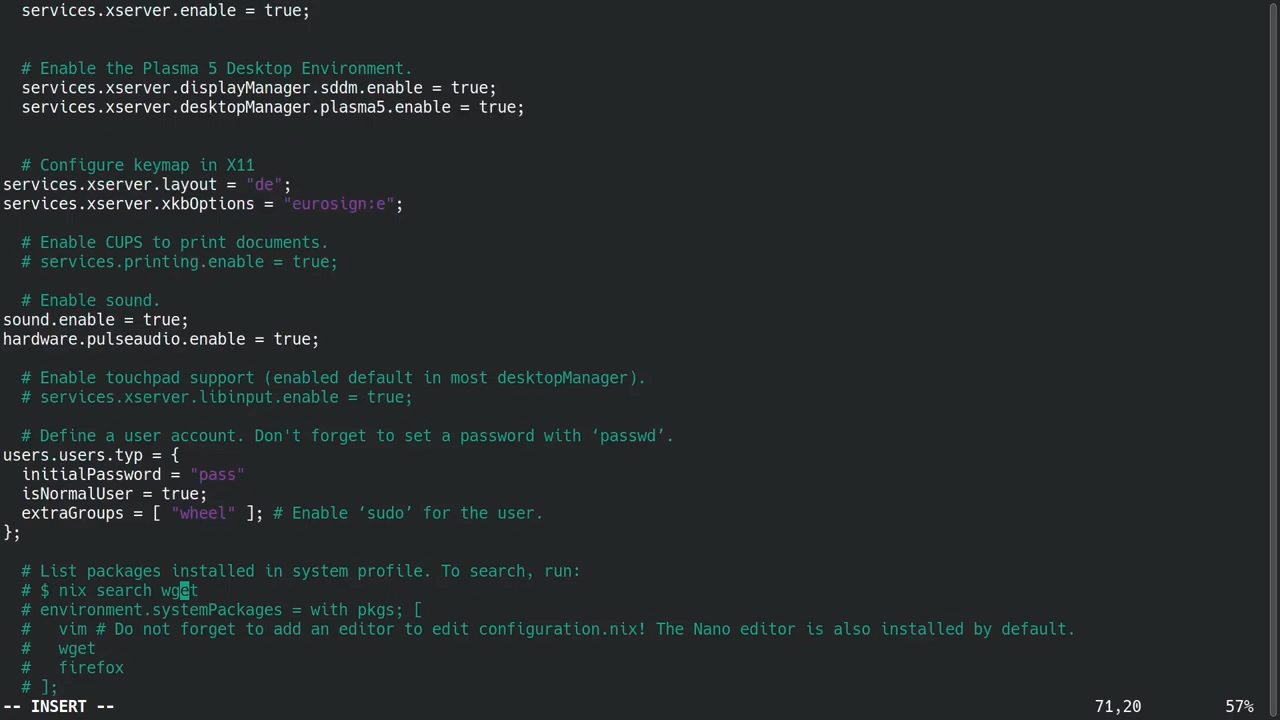 services.xserver.enable = true;
# Enable the Plasma 5 Desktop Environment.
services.xserver.displayManager.sddm.enable = true;
services.xserver.desktopManager.plasma5.enable = true;
# Configure keymap in X11
services.xserver.layout = "de";
services.xserver.xkbOptions = "eurosign:e";
# Enable CUPS to print documents.
# services.printing.enable = true;
# Enable sound.
sound.enable = true;
hardware.pulseaudio.enable = true;
# Enable touchpad support (enabled default in most desktopManager).
# services.xserver.libinput.enable = true;
# Define a user account. Don't forget to set a password with ‘passwd’.
users.users.typ = {
initialPassword = "pass"
isNormalUser = true;
extraGroups = [ "wheel" ]; # Enable ‘sudo’ for the user.
};
# List packages installed in system profile. To search, run:
# $ nix search wget
# environment.systemPackages = with pkgs; [
#   vim # Do not forget to add an editor to edit configuration.nix! The Nano editor is also installed by default.
#   wget
#   firefox
# ];
-- INSERT -- 71,20 57%